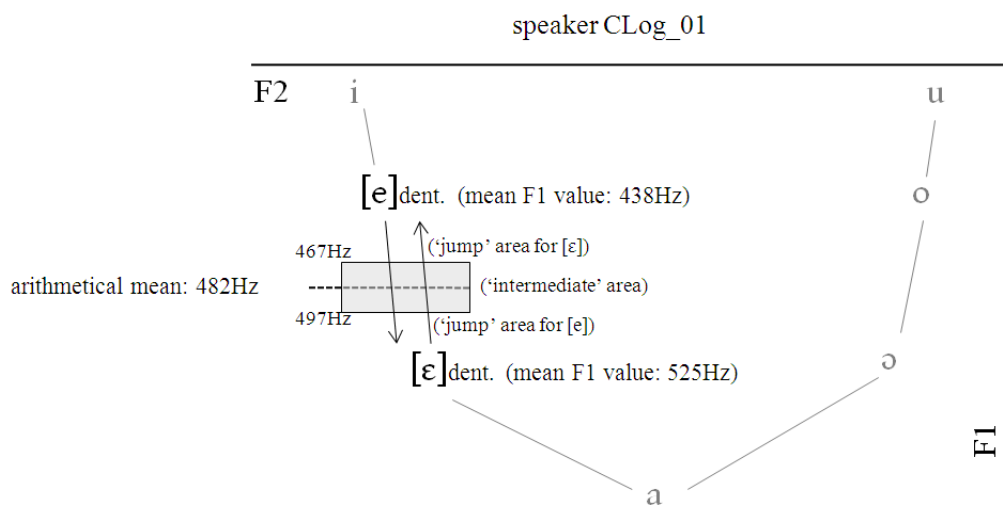 speaker CLog_01
F2
i
u
[e]dent. (mean F1 value: 438Hz)
o
467Hz
('jump' area for [ɛ])
arithmetical mean: 482Hz
('intermediate' area)
497Hz
('jump' area for [e])
[ɛ]dent. (mean F1 value: 525Hz)
ɔ
F1
a